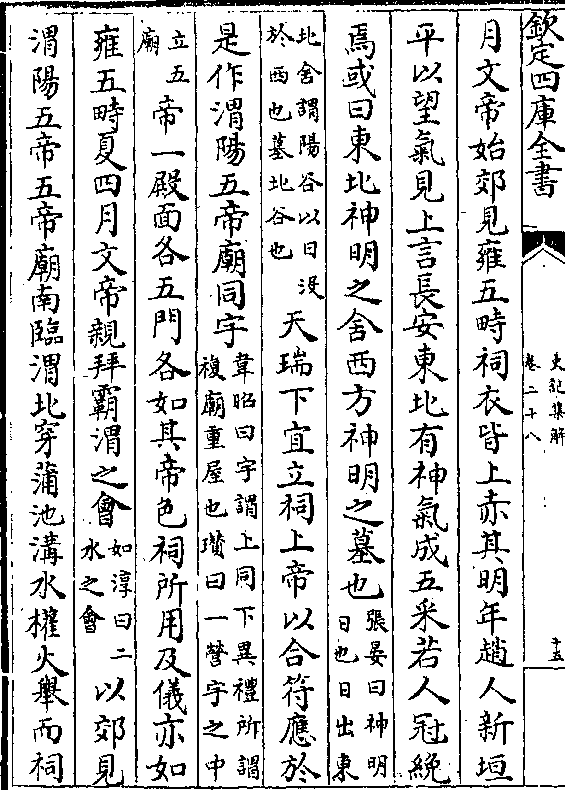 欽定四庫全書
史記集解
卷二十八
十五
月文帝始郊見雍五畤祠衣皆上赤其明年趙人新垣
平以望氣見上言長安東北有神氣成五采若人冠絻
焉或曰東北神明之舍西方神明之墓也
張晏曰神明
日也日出東
北舍謂陽谷以日沒
於西也墓北谷也
天瑞下宜立祠上帝以合符應於
是作渭陽五帝廟同宇
韋昭曰宇謂上同下異禮所謂
複廟重屋也瓚曰一營宇之中
立五
廟
帝一殿面各五門各如其帝色祠所用及儀亦如
雍五畤夏四月文帝親拜霸渭之會
如淳曰二
水之會
以郊見
渭陽五帝五帝廟南臨渭北穿蒲池溝水權火舉而祠